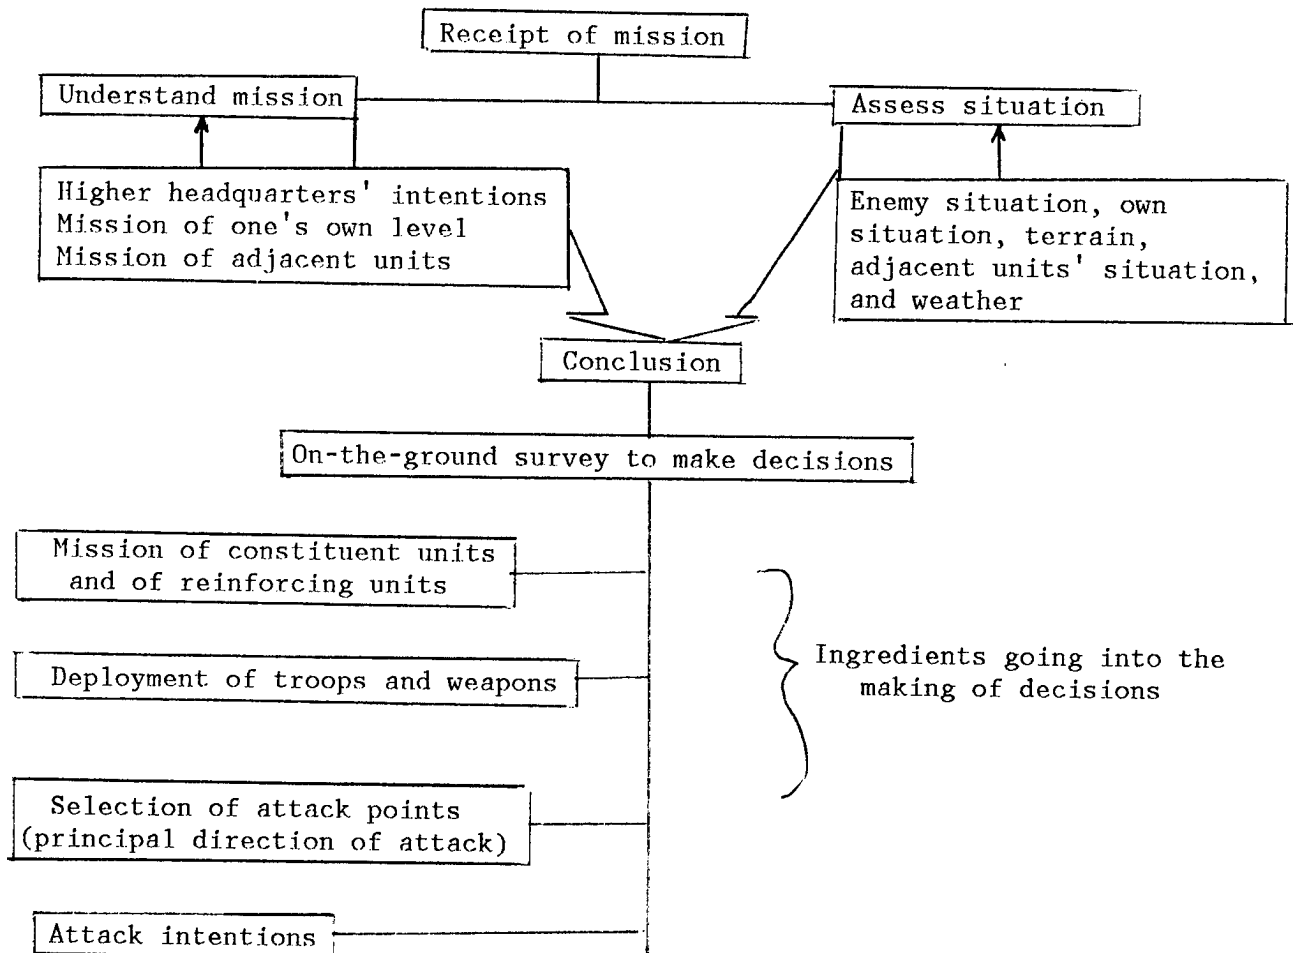 Receipt of mission
Understand mission
Assess situation
Higher headquarters' intentions
Mission of one's own level
Mission of adjacent units
Enemy situation, own
situation, terrain,
adjacent units' situation,
and weather
Conclusion
On-the-ground survey to make decisions
Mission of constituent units
and of reinforcing units
Deployment of troops and weapons
Ingredients going into the
making of decisions
Selection of attack points
(principal direction of attack)
Attack intentions